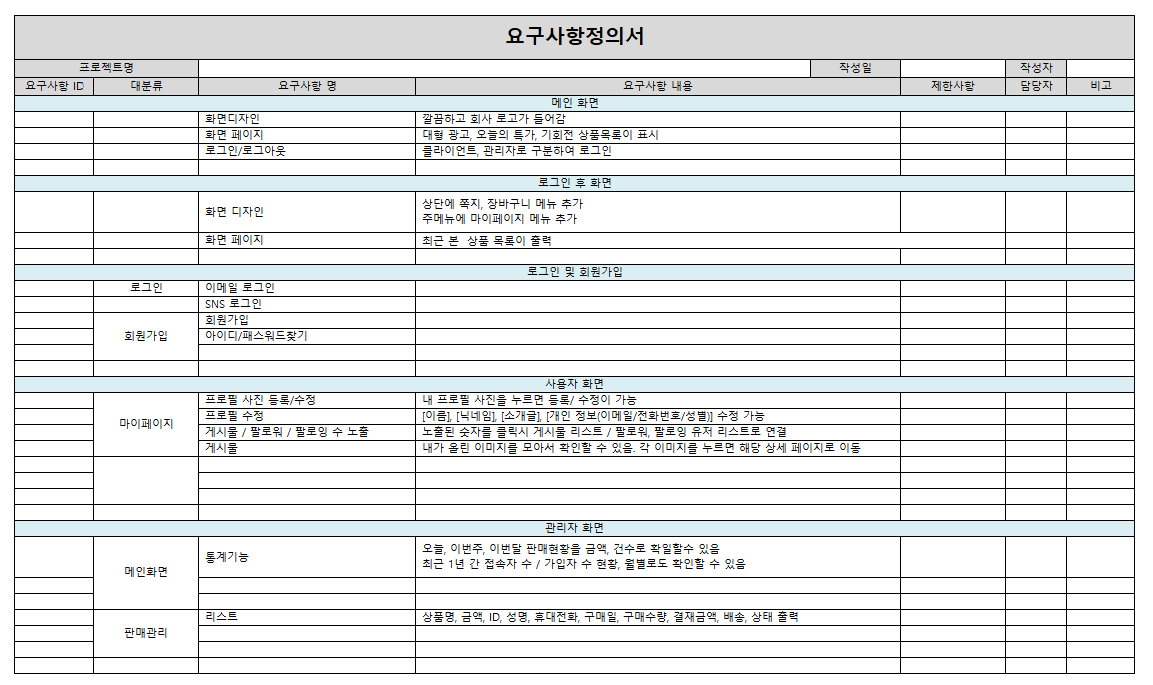 요구사항정의서
프로젝트명 작성일 작성자
요구사항 ID 대분류 요구사항 명 요구사항 내용 제한사항 담당자 비고
메인 화면
화면디자인 깔끔하고 회사 로고가 들어감
화면 페이지 대형 광고, 오늘의 특가, 기회전 상품목록이 표시
로그인/로그아웃 클라이언트, 관리자로 구분하여 로그인
로그인 후 화면
화면 디자인 상단에 쪽지, 장바구니 메뉴 추가
주메뉴에 마이페이지 메뉴 추가
화면 페이지 최근 본 상품 목록이 출력
로그인 및 회원가입
로그인 이메일 로그인
SNS 로그인
회원가입 회원가입
아이디/패스워드찾기
사용자 화면
마이페이지 프로필 사진 등록/수정 내 프로필 사진을 누르면 등록/ 수정이 가능
프로필 수정 [이름], [닉네임], [소개글], [개인 정보(이메일/전화번호/성별)] 수정 가능
게시물 / 팔로워 / 팔로잉 수 노출 노출된 숫자를 클릭시 게시물 리스트 / 팔로워, 팔로잉 유저 리스트로 연결
게시물 내가 올린 이미지를 모아서 확인할 수 있음. 각 이미지를 누르면 해당 상세 페이지로 이동
관리자 화면
메인화면 통계기능 오늘, 이번주, 이번달 판매현황을 금액, 건수로 확일할수 있음
최근 1년 간 접속자 수 / 가입자 수 현황, 월별로도 확인할 수 있음
판매관리 리스트 상품명, 금액, ID, 성명, 휴대전화, 구매일, 구매수량, 결재금액, 배송, 상태 출력